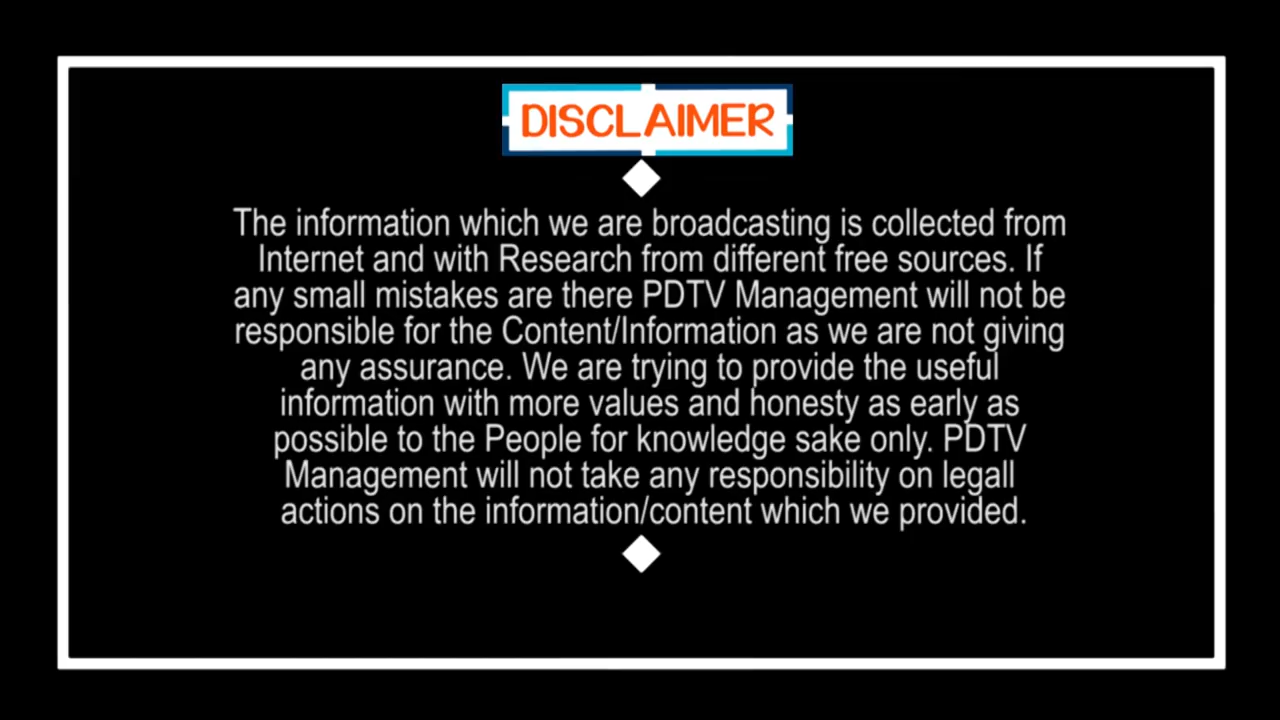 DISCLAIMER
The information which we are broadcasting is collected from
Internet and with Research from different free sources. If
any small mistakes are there PDTV Management will not be
responsible for the Content/Information as we are not giving
any assurance. We are trying to provide the useful
information with more values and honesty as early as
possible to the People for knowledge sake only. PDTV
Management will not take any responsibility on legall
actions on the information/content which we provided.